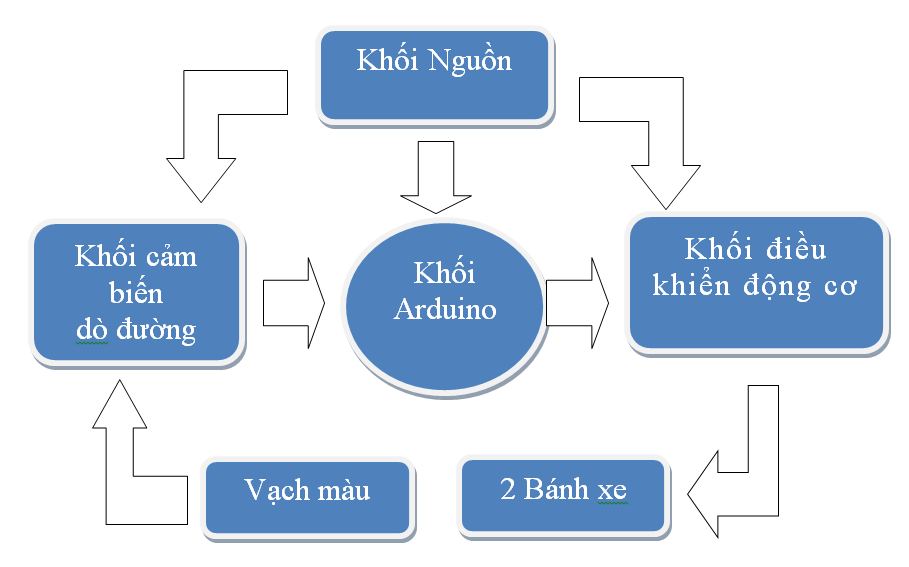 Khối Nguồn
Khối cảm
biến
dò đường
Khối
Arduino
Khối điều
khiển động cơ
Vạch màu
2 Bánh xe